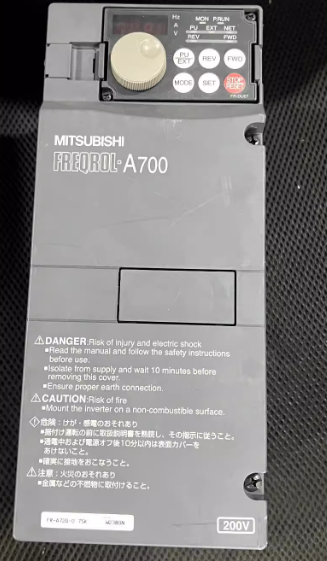 Hz
MON P.RUN
A
PU EXT NET
V
REV FWD
PU
EXT
REV
FWD
MODE
SET
STOP
RESET
FR-DU07
MITSUBISHI
FREQROL-A700
⚠DANGER:Risk of injury and electric shock
■Read the manual and follow the safety instructions
before use.
■Isolate from supply and wait 10 minutes before
removing this cover.
■Ensure proper earth connection.
⚠CAUTION:Risk of fire
■Mount the inverter on a non-combustible surface.
危険：けが・感電のおそれあり
■据付け運転の前に取扱説明書を熟読し、その指示に従うこと。
■通電中および電源オフ後10分以内は表面カバーを
あけないこと。
■確実に接地をおこなうこと。
⚠注意：火災のおそれあり
■金属などの不燃物に取付けること。
FR-A720-0.75K
200V